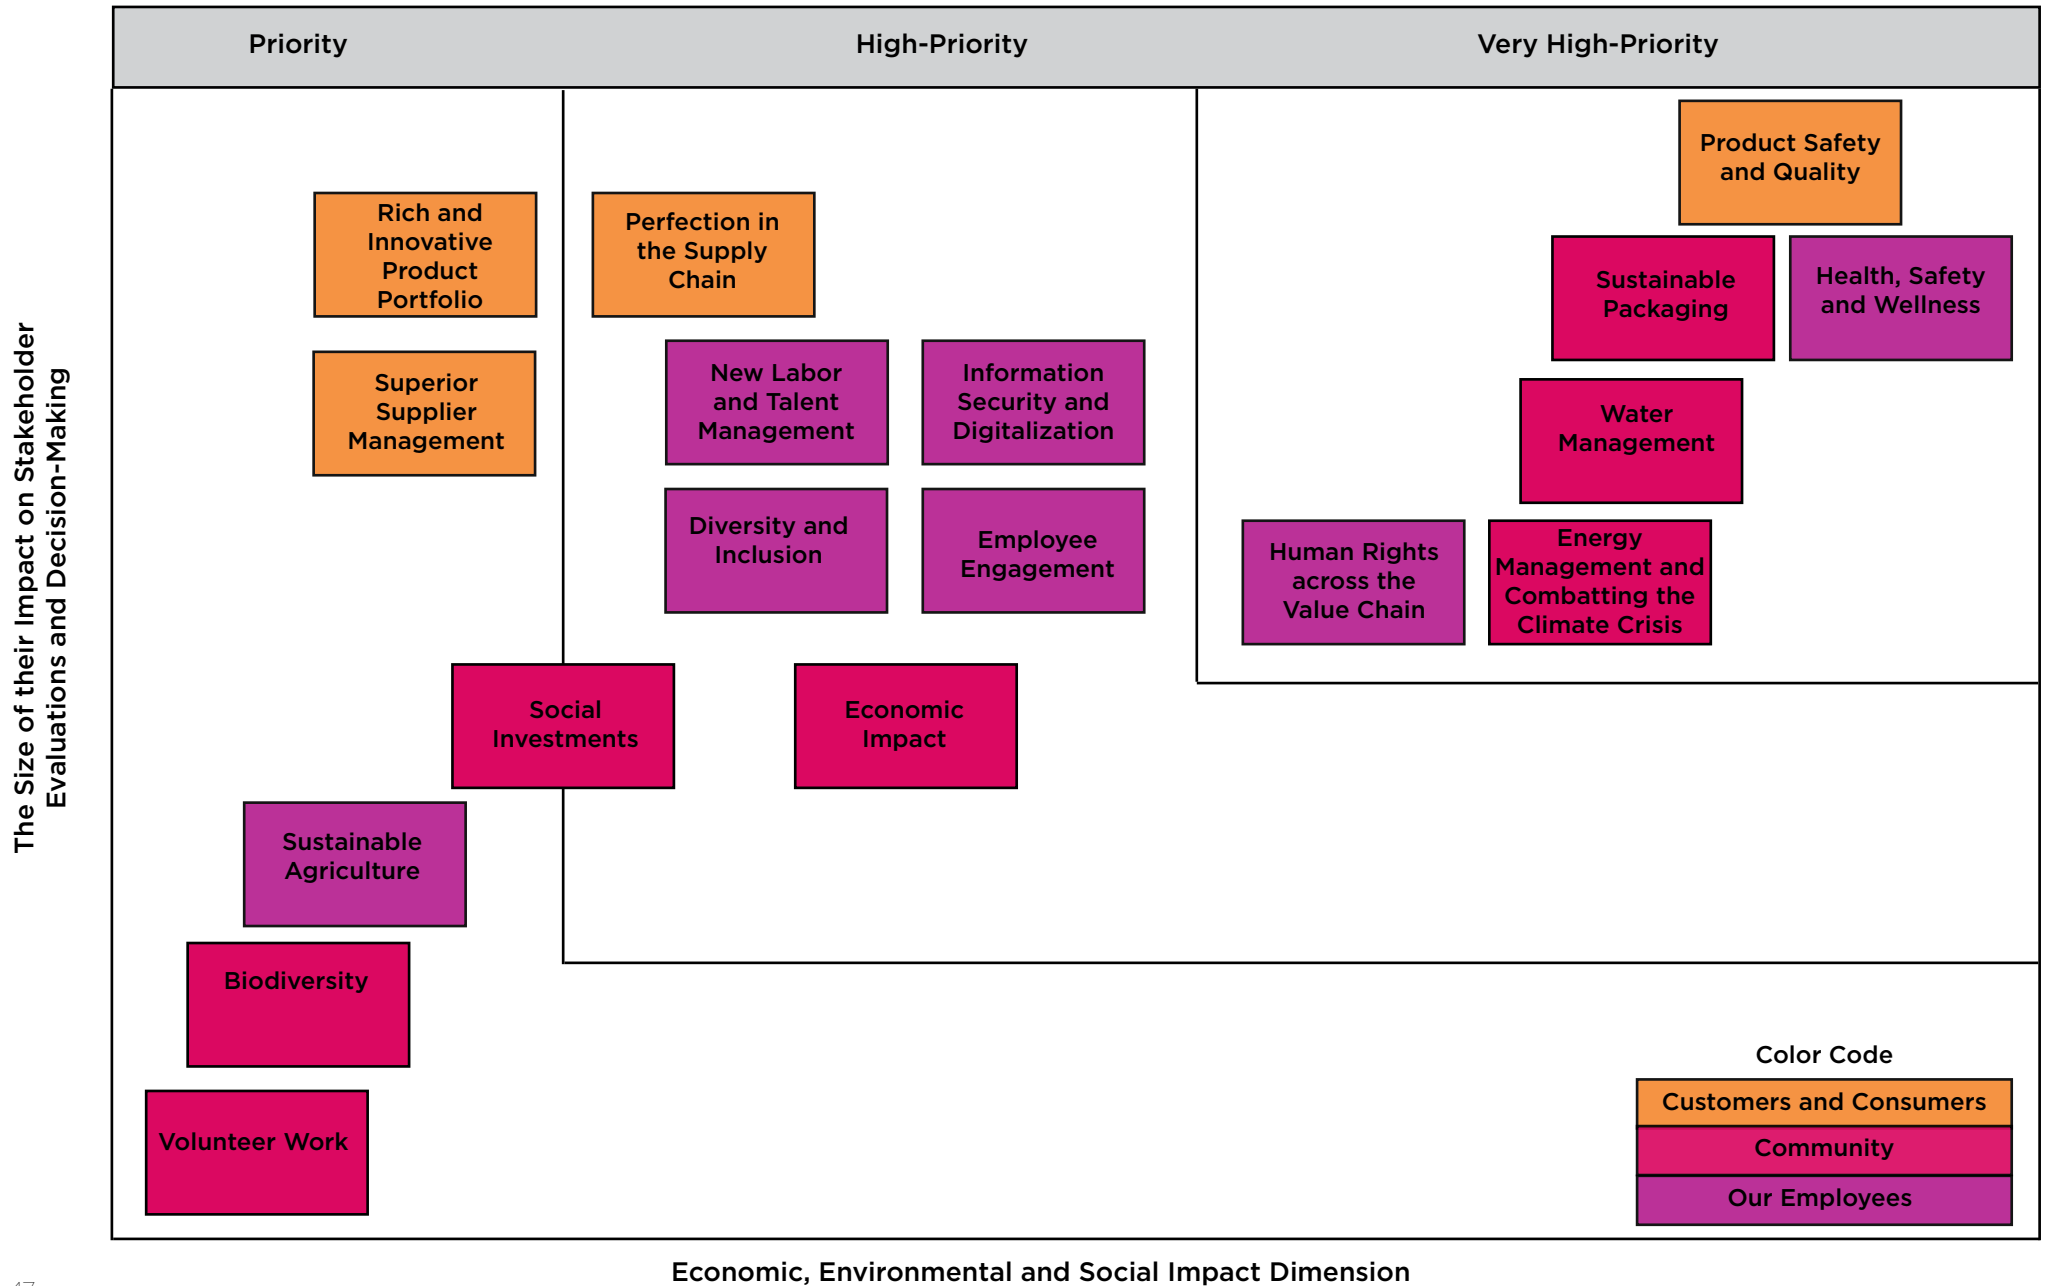 Priority
High-Priority
Very High-Priority
The Size of their Impact on Stakeholder
Evaluations and Decision-Making
Product Safety
and Quality
Rich and
Innovative
Product
Portfolio
Perfection in
the Supply
Chain
Sustainable
Packaging
Health, Safety
and Wellness
Superior
Supplier
Management
New Labor
and Talent
Management
Information
Security and
Digitalization
Water
Management
Diversity and
Inclusion
Employee
Engagement
Human Rights
across the
Value Chain
Energy
Management and
Combatting the
Climate Crisis
Social
Investments
Economic
Impact
Sustainable
Agriculture
Biodiversity
Volunteer Work
Color Code
Customers and Consumers
Community
Our Employees
Economic, Environmental and Social Impact Dimension